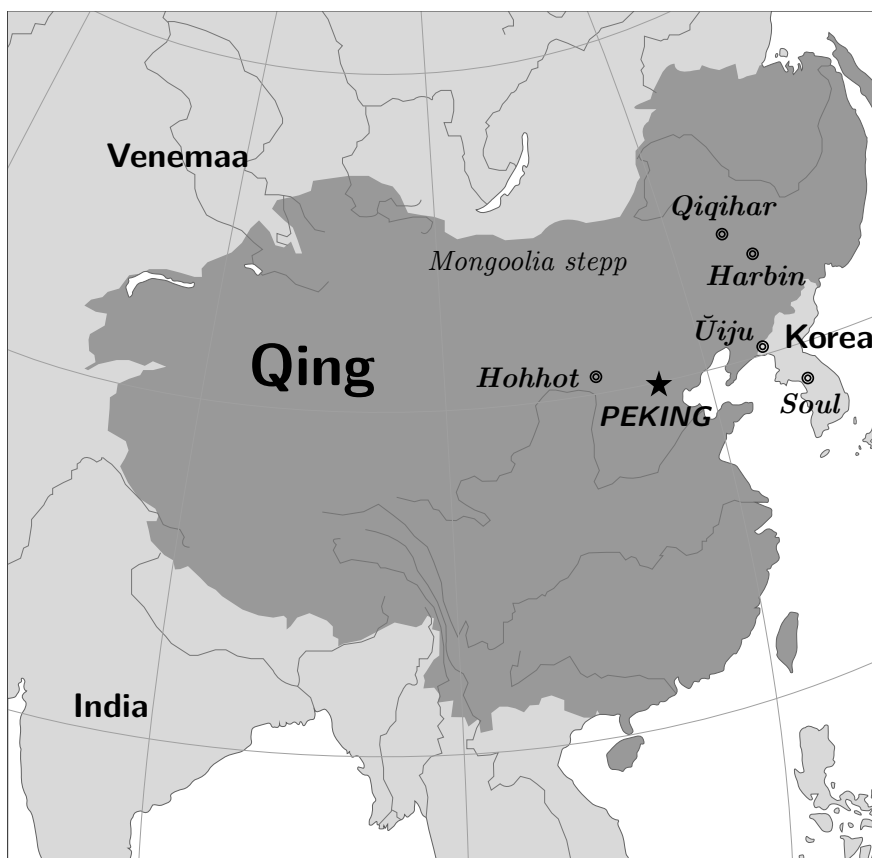 Venemaa
Qiqihar
Mongoolia stepp
Harbin
Ŭiju
Korea
Qing
Hohhot
Soul
PEKING
India